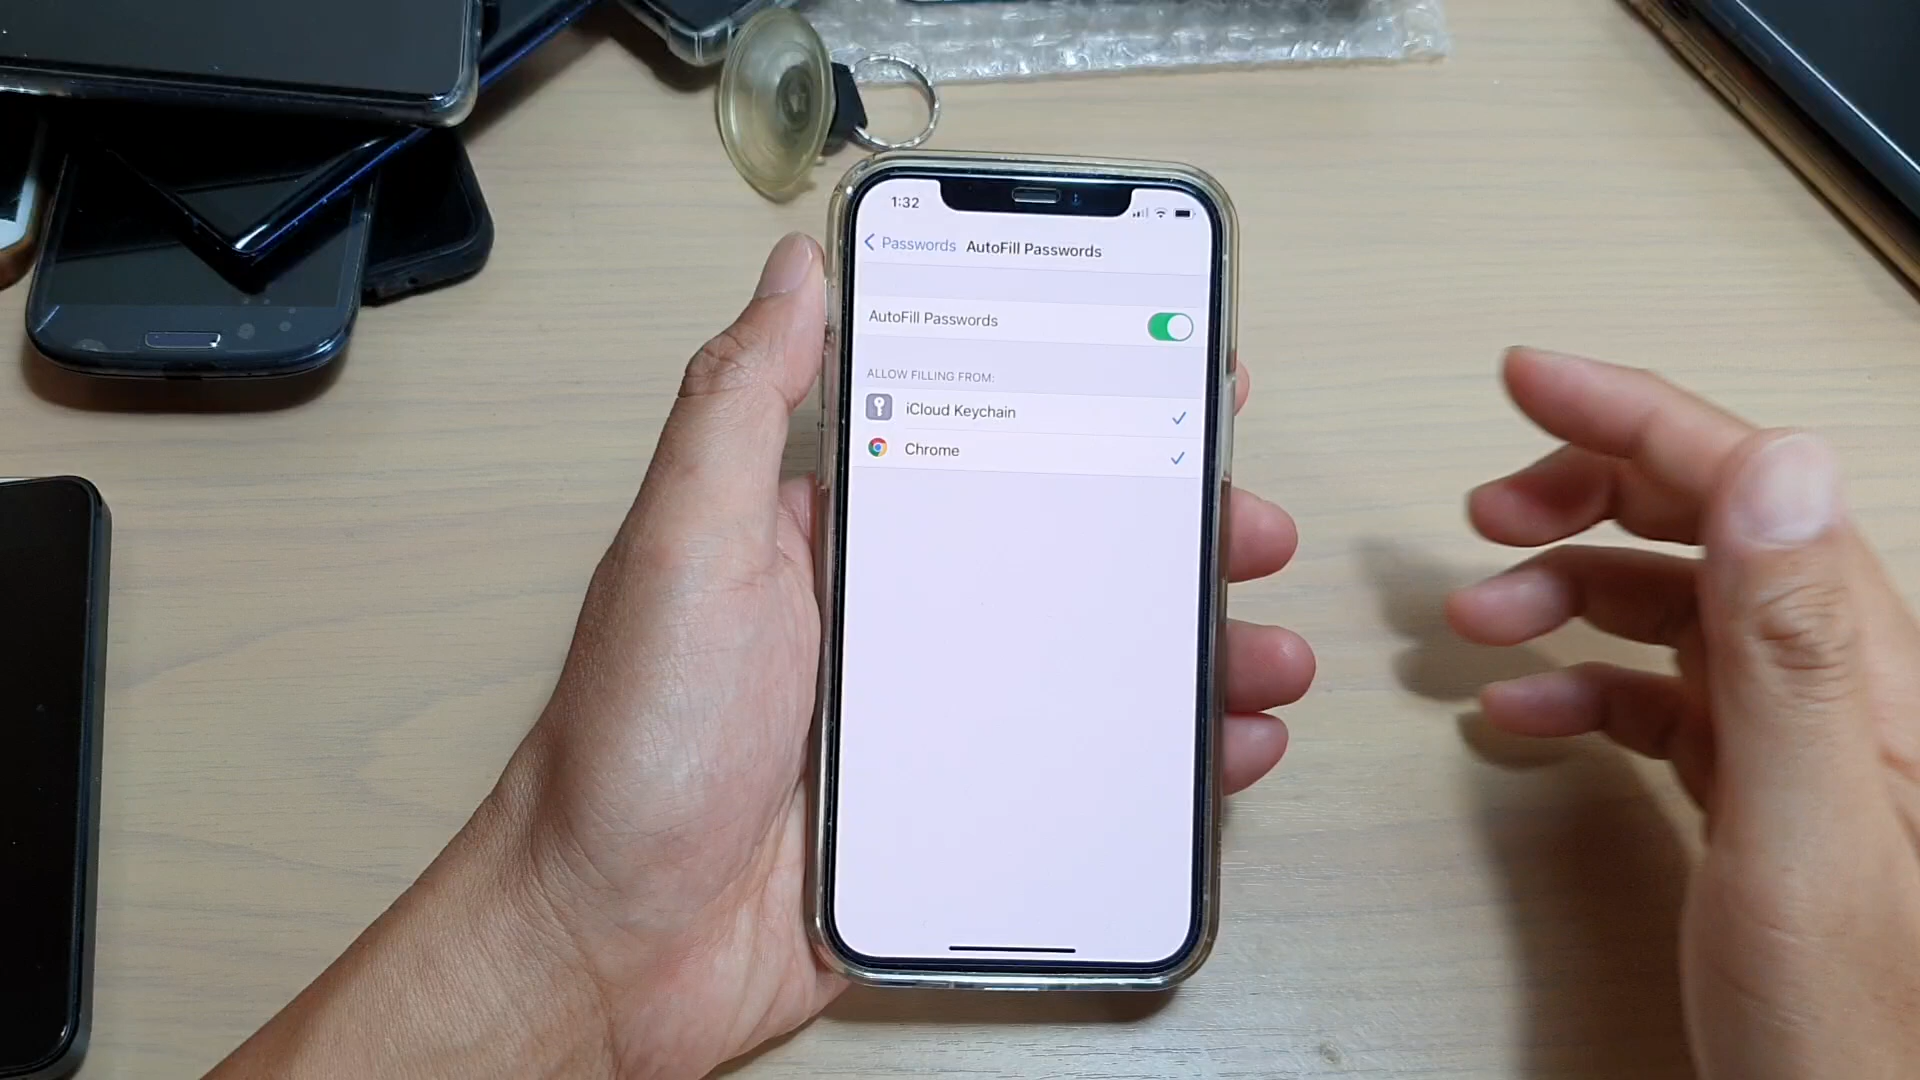 1:32
Passwords AutoFill Passwords
AutoFill Passwords
ALLOW FILLING FROM:
iCloud Keychain
Chrome